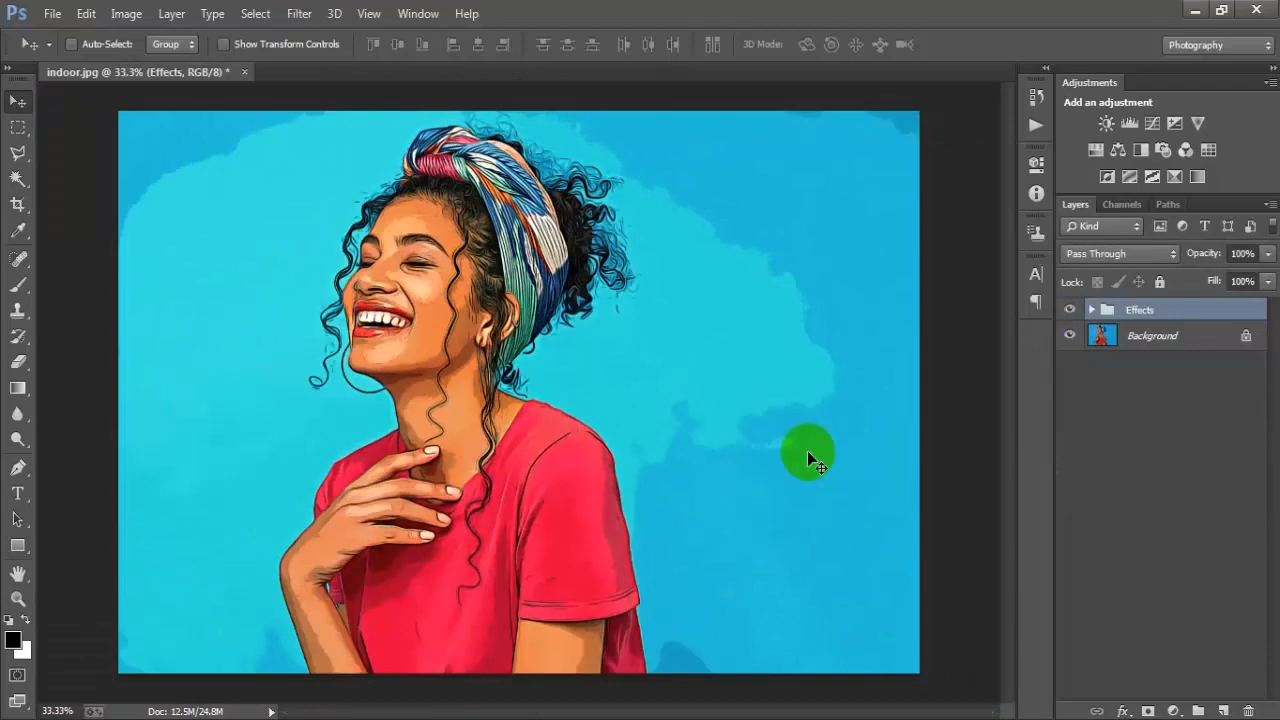 Ps File Edit Image Layer Type Select Filter 3D View Window Help
Auto-Select: Group Show Transform Controls 3D Mode: Photography
indoor.jpg @ 33.3% (Effects, RGB/8) * ×
Adjustments
Add an adjustment
Layers Channels Paths
Kind T
Pass Through Opacity: 100%
Lock: Fill: 100%
Effects
Background
A
T
33.33% Doc: 12.5M/24.8M
fx